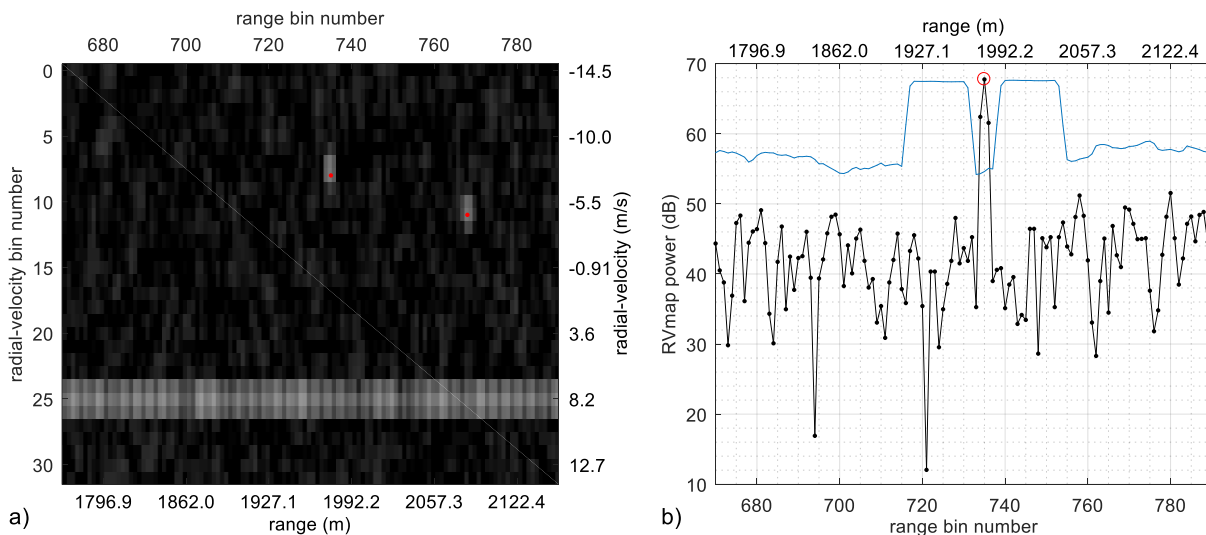 range bin number
680 700 720 740 760 780
0 -14.5
5 -10.0
10 -5.5
15 -0.91
20 3.6
25 8.2
30 12.7
radial-velocity bin number
radial-velocity (m/s)
1796.9 1862.0 1927.1 1992.2 2057.3 2122.4
range (m)
a)
range (m)
1796.9 1862.0 1927.1 1992.2 2057.3 2122.4
70
60
50
40
30
20
10
RVmap power (dB)
680 700 720 740 760 780
range bin number
b)